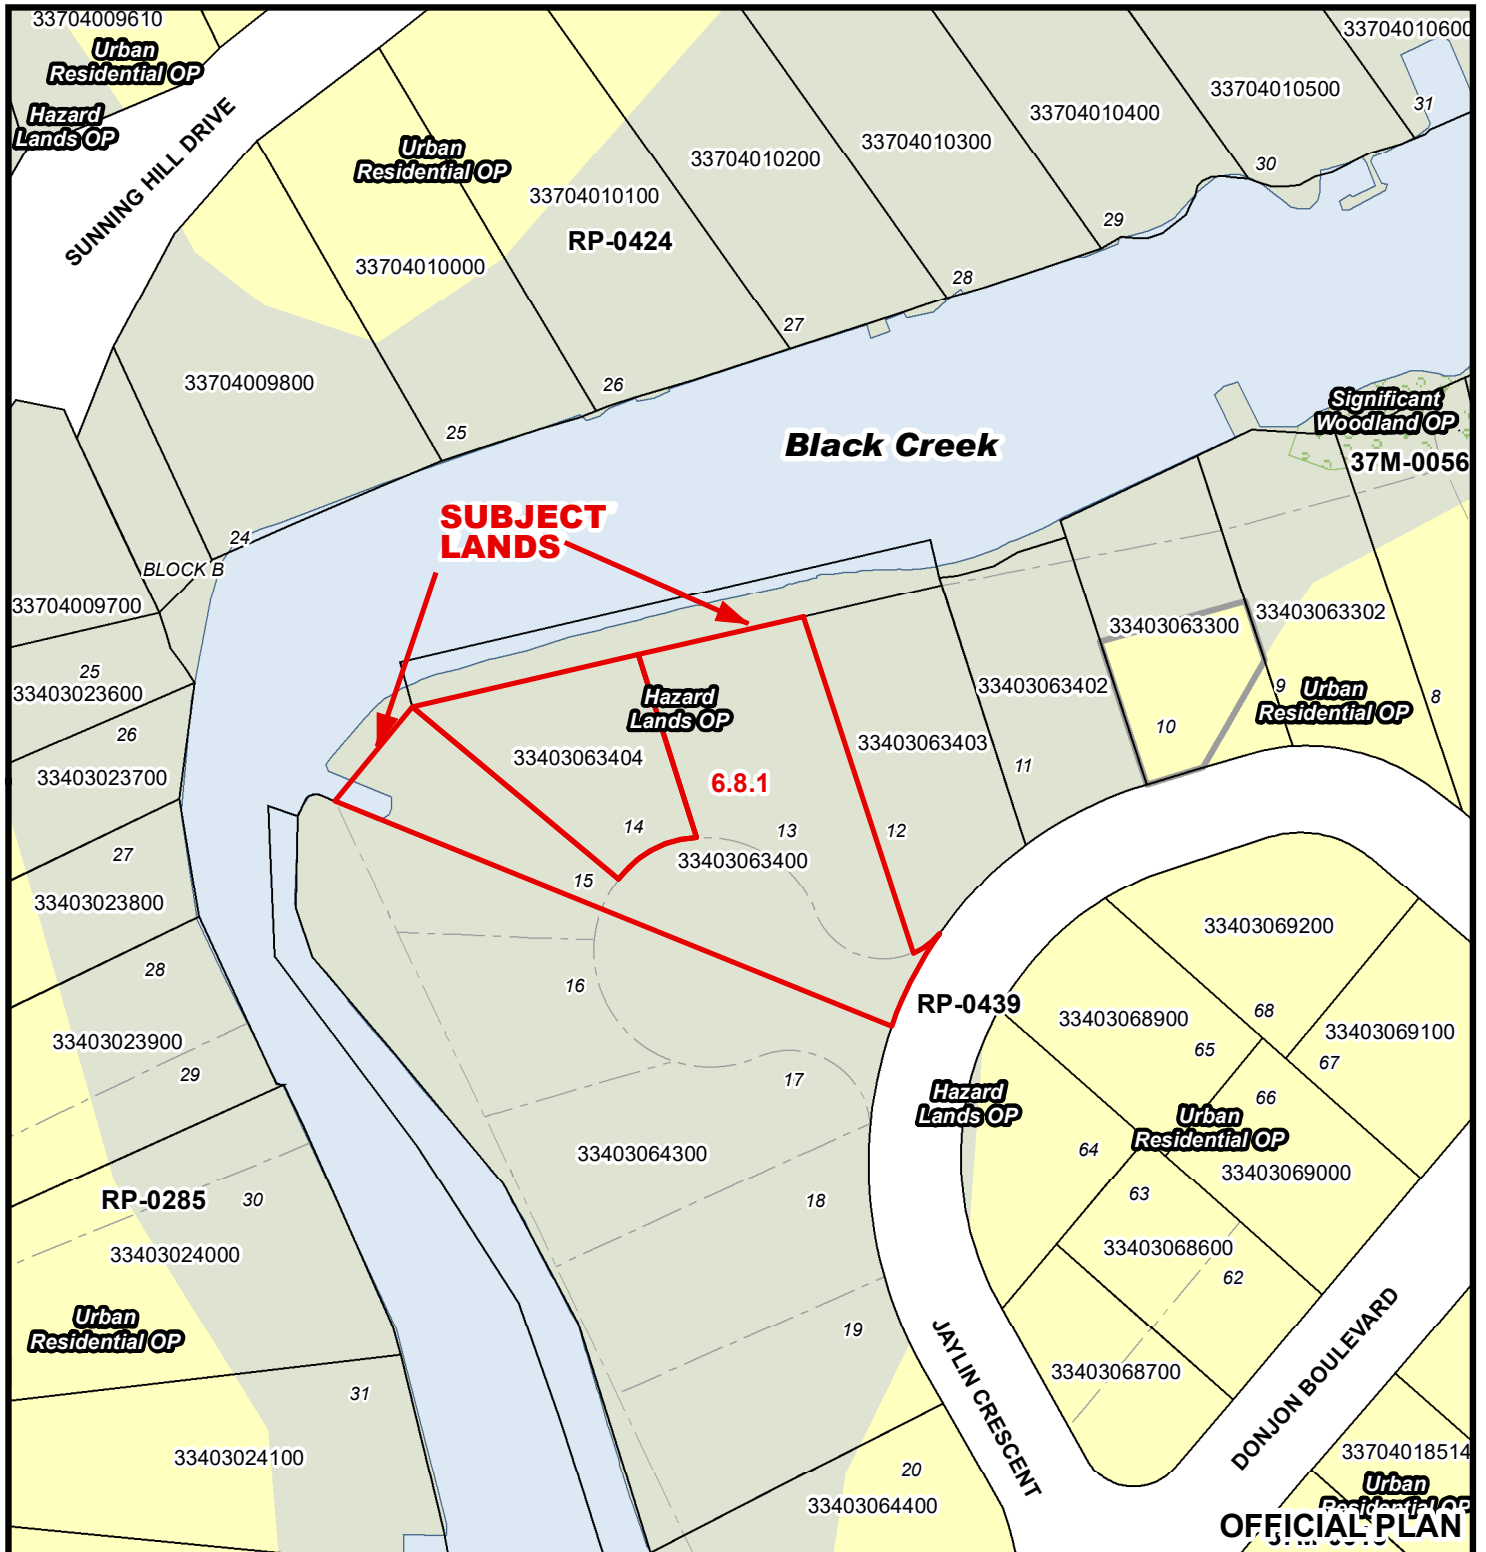 33704009610
Urban
Residential OP
Hazard
Lands OP
SUNNING HILL DRIVE
Urban
Residential OP
33704010000
33704010100
RP-0424
33704010200
33704010300
33704010400
33704010500
33704010600
31
30
29
28
27
26
25
33704009800
24
BLOCK B
33704009700
Black Creek
Significant
Woodland OP
37M-0056
SUBJECT
LANDS
25
33403023600
26
33403023700
27
33403023800
28
33403023900
29
RP-0285
30
33403024000
Urban
Residential OP
31
33403024100
Hazard
Lands OP
33403063404
6.8.1
14
13
33403063400
15
12
33403063403
33403063402
11
33403063300
33403063302
10
9
Urban
Residential OP
8
16
17
33403064300
18
19
20
33403064400
RP-0439
Hazard
Lands OP
33403069200
33403068900
68
65
33403069100
67
66
Urban
Residential OP
64
33403069000
63
33403068600
62
33403068700
JAYLIN CRESCENT
DONJON BOULEVARD
33704018514
Urban
Residential OP
OFFICIAL PLAN